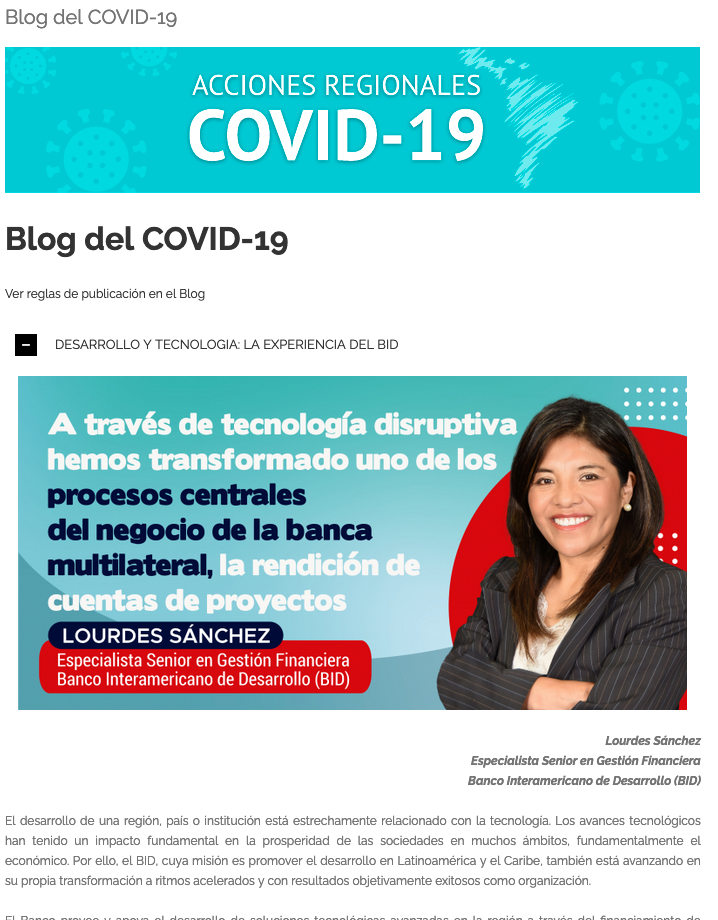 Blog del COVID-19
ACCIONES REGIONALES
COVID-19
Blog del COVID-19
Ver reglas de publicación en el Blog
DESARROLLO Y TECNOLOGIA: LA EXPERIENCIA DEL BID
A través de tecnología disruptiva
hemos transformado uno de los
procesos centrales
del negocio de la banca
multilateral, la rendición de
cuentas de proyectos
LOURDES SÁNCHEZ
Especialista Senior en Gestión Financiera
Banco Interamericano de Desarrollo (BID)
Lourdes Sánchez
Especialista Senior en Gestión Financiera
Banco Interamericano de Desarrollo (BID)
El desarrollo de una región, país o institución está estrechamente relacionado con la tecnología. Los avances tecnológicos
han tenido un impacto fundamental en la prosperidad de las sociedades en muchos ámbitos, fundamentalmente el
económico. Por ello, el BID, cuya misión es promover el desarrollo en Latinoamérica y el Caribe, también está avanzando en
su propia transformación a ritmos acelerados y con resultados objetivamente exitosos como organización.
El Banco provee y apoya el desarrollo de soluciones tecnológicas avanzadas en la región a través del financiamiento de